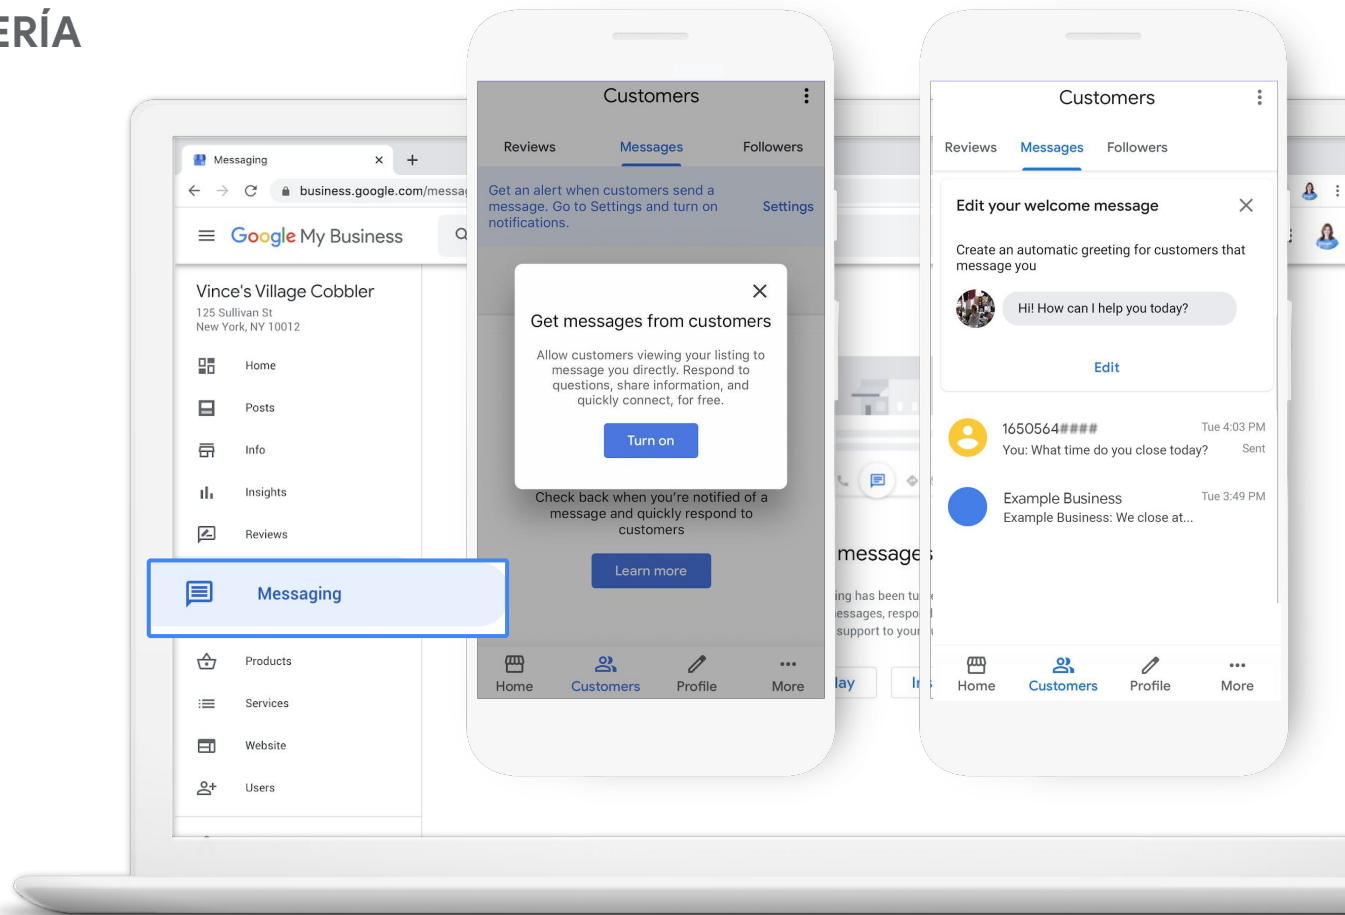 ERÍA
Messaging
business.google.com/messag
Google My Business
Vince's Village Cobbler
125 Sullivan St
New York, NY 10012
Home
Posts
Info
Insights
Reviews
Messaging
Products
Services
Website
Users
Customers
Reviews Messages Followers
Get an alert when customers send a
message. Go to Settings and turn on
notifications.
Settings
Get messages from customers
Allow customers viewing your listing to
message you directly. Respond to
questions, share information, and
quickly connect, for free.
Turn on
Check back when you're notified of a
message and quickly respond to
customers
Learn more
Home Customers Profile More
messages
ing has been tu
essages, respo
support to your
lay
Customers
Reviews Messages Followers
Edit your welcome message
Create an automatic greeting for customers that
message you
Hi! How can I help you today?
Edit
1650564#### Tue 4:03 PM
You: What time do you close today? Sent
Example Business Tue 3:49 PM
Example Business: We close at...
Home Customers Profile More